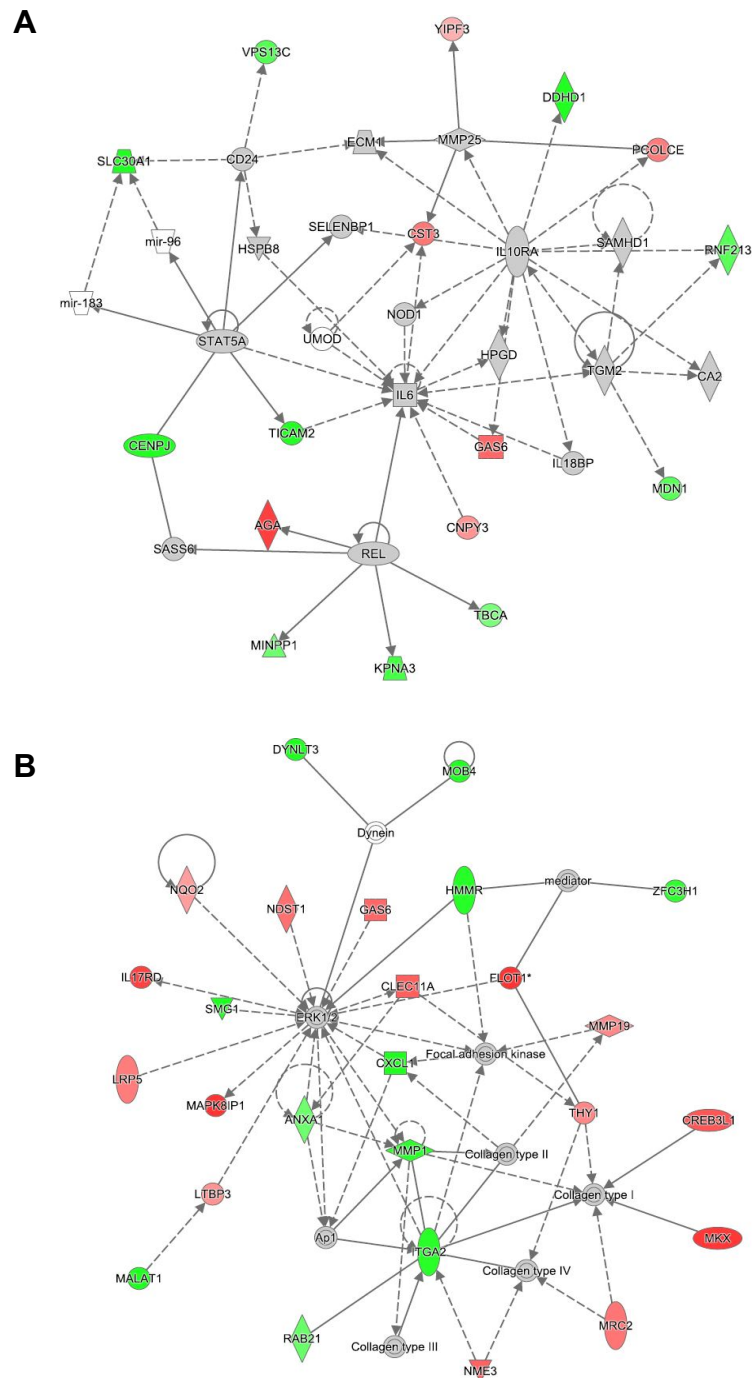 A
YIPF3
VPS13C
DDHD1
ECM1
MMP25
PCOLCE
SLC30A1
CD24
SELENBP1
CST3
mir-96
HSPB8
IL10RA
SAMHD1
RNF213
mir-183
NOD1
STAT5A
UMOD
HPGD
TGM2
CA2
IL6
TICAM2
CENPJ
GAS6
IL18BP
MDN1
AGA
CNPY3
SASS6
REL
TBCA
MINPP1
KPNA3
B
DYNLT3
MOB4
Dynein
NQO2
HMMR
mediator
ZFC3H1
NDST1
GAS6
IL17RD
CLEC11A
ELOT1*
SMG1
ERK1/2
MMP19
Focal adhesion kinase
CXCL1
LRP5
MAPK8IP1
THY1
ANXA1
CREB3L1
MMP1
Collagen type II
LTBP3
Collagen type I
Ap1
ITGA2
MKX
MALAT1
Collagen type IV
RAB21
MRC2
Collagen type III
NME3